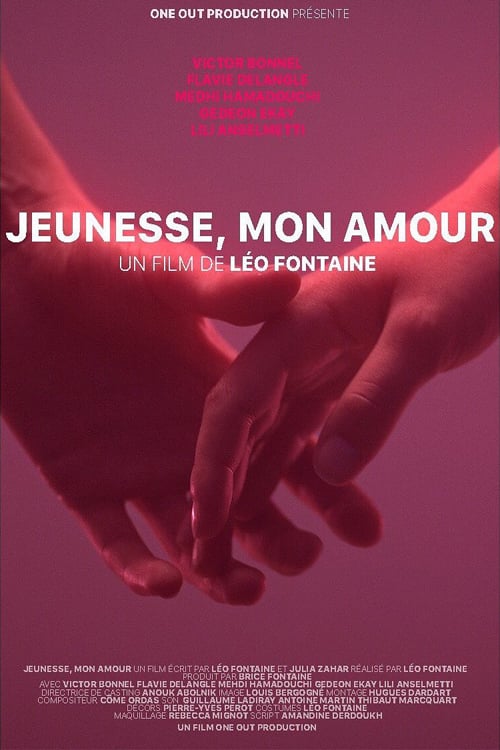 ONE OUT PRODUCTION PRÉSENTE
VICTOR BONNEL
FLAVIE DELANGLE
MEDHI HAMADOUCHI
GEDEON EKAY
LILI ANSELMETTI
JEUNESSE, MON AMOUR
UN FILM DE LÉO FONTAINE
JEUNESSE, MON AMOUR UN FILM ÉCRIT PAR LÉO FONTAINE ET JULIA ZAHAR RÉALISÉ PAR LÉO FONTAINE
PRODUIT PAR BRICE FONTAINE
AVEC VICTOR BONNEL FLAVIE DELANGLE MEHDI HAMADOUCHI GEDEON EKAY LILI ANSELMETTI
DIRECTRICE DE CASTING ANOUK ABOLNIK IMAGE LOUIS BERGOGNÉ MONTAGE HUGUES DARDART
COMPOSITEUR CÔME ORDAS SON GUILLAUME LADIRAY ANTOINE MARTIN THIBAUT MARCQUART
DÉCORS PIERRE-YVES PEROT COSTUMES LÉO FONTAINE
MAQUILLAGE REBECCA MIGNOT SCRIPT AMANDINE DERDOUKH
UN FILM ONE OUT PRODUCTION